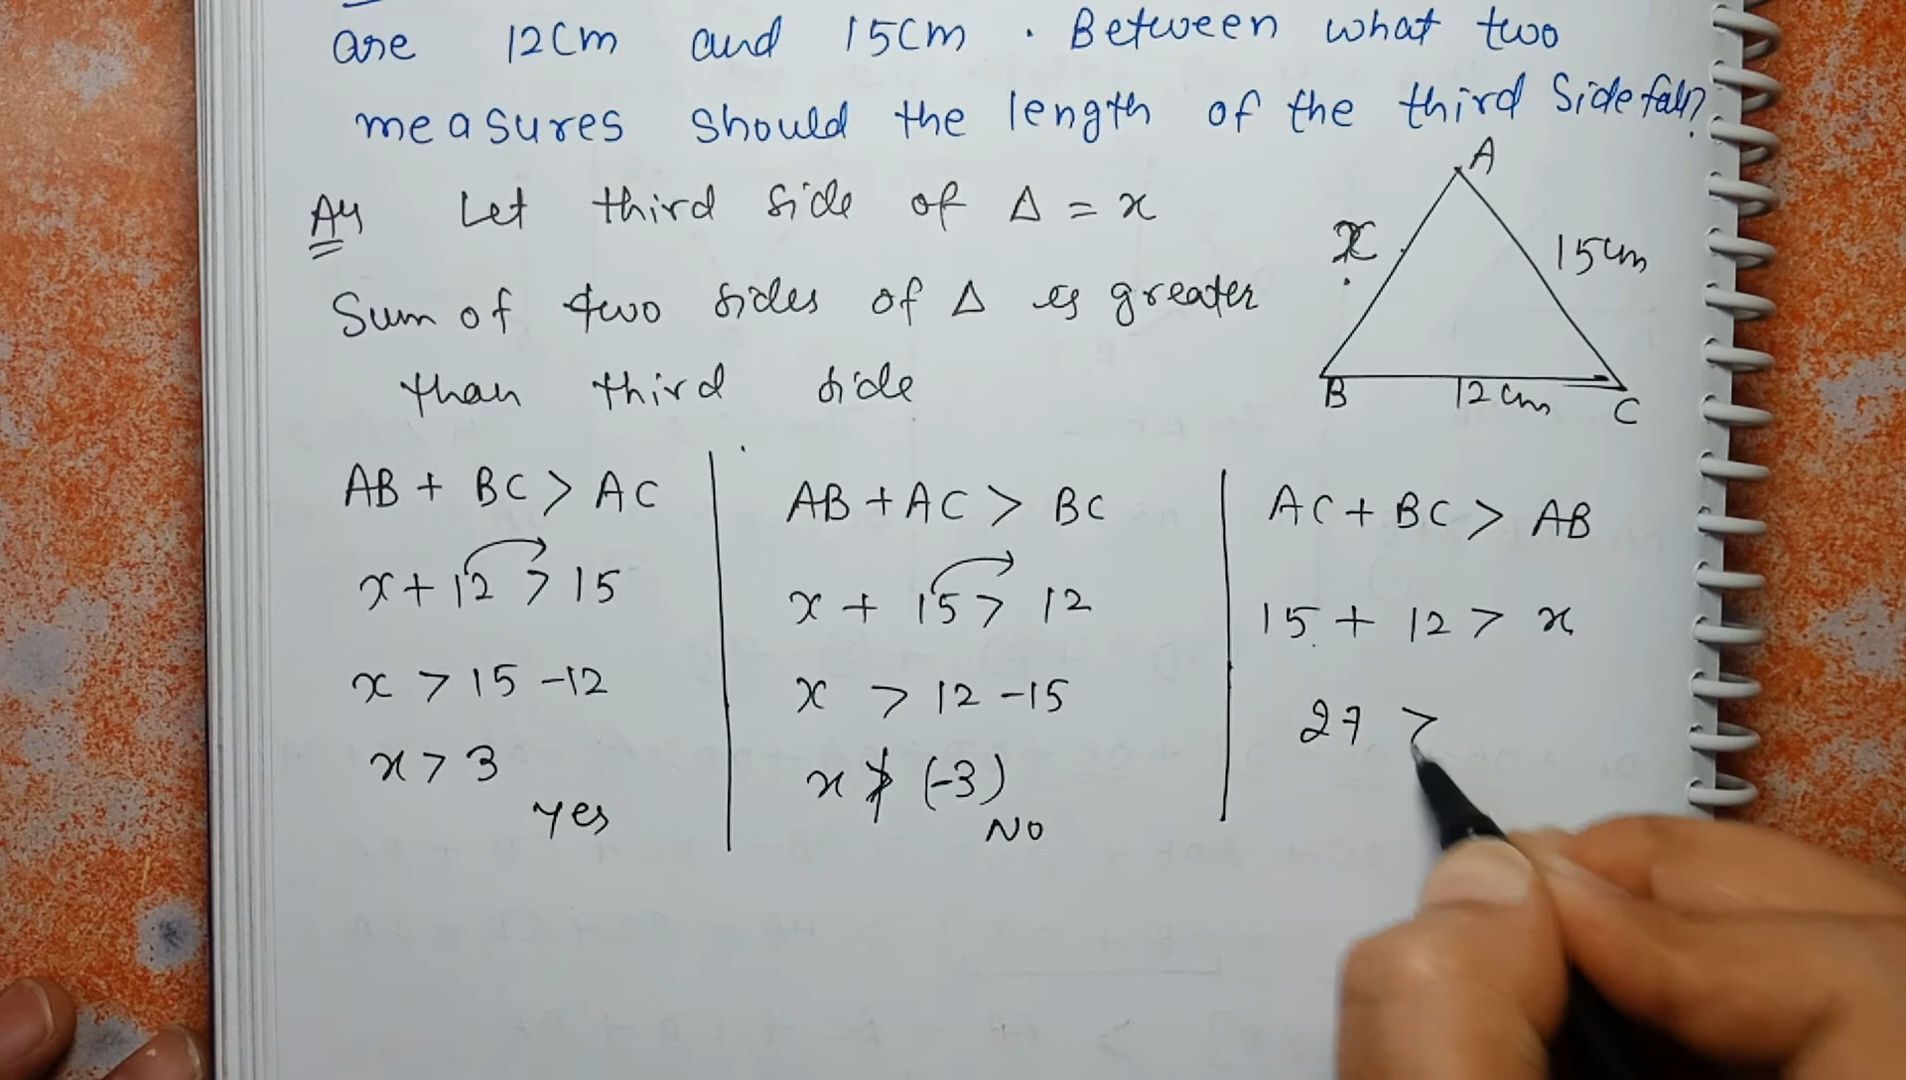 are 12cm and 15cm. Between what two
measures should the length of the third side fall?
Let third side of Δ = x
Sum of two sides of Δ is greater
than third side
A
x
15cm
B
12cm
C
AB + BC > AC
x + 12 > 15
x > 15 - 12
x > 3
Yes
AB + AC > BC
x + 15 > 12
x > 12 - 15
x ≯ (-3)
NO
AC + BC > AB
15 + 12 > x
27 >